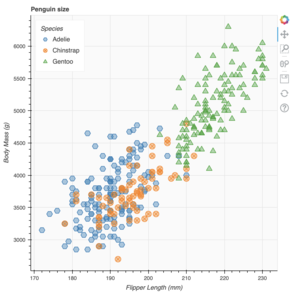 Penguin size
Species
Adelie
Chinstrap
Gentoo
Body Mass (g)
6000
5500
5000
4500
4000
3500
3000
170
180
190
200
210
220
230
Flipper Length (mm)